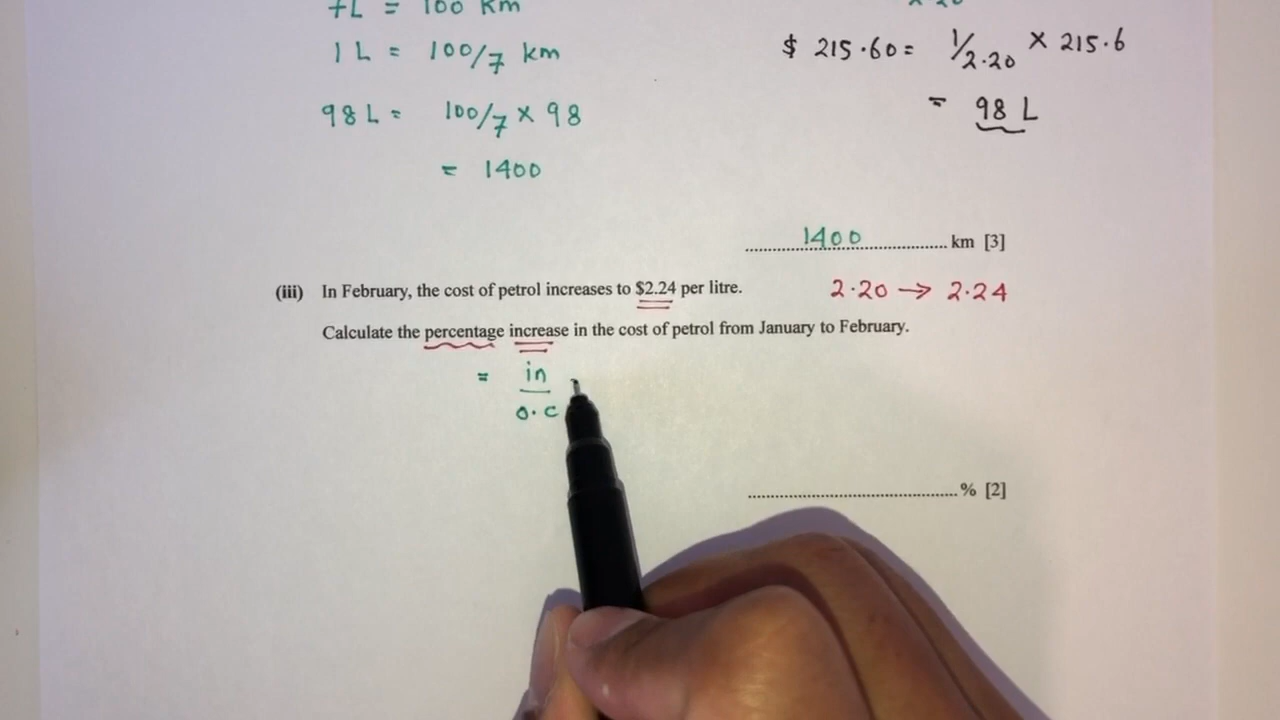 7L = 100 km
$ 215.60 = 1/2.20 × 215.6
1 L = 100/7 km
= 98 L
98 L = 100/7 × 98
= 1400
1400 km [3]
(iii) In February, the cost of petrol increases to $2.24 per litre. 2.20 → 2.24
Calculate the percentage increase in the cost of petrol from January to February.
= in
o.c
% [2]